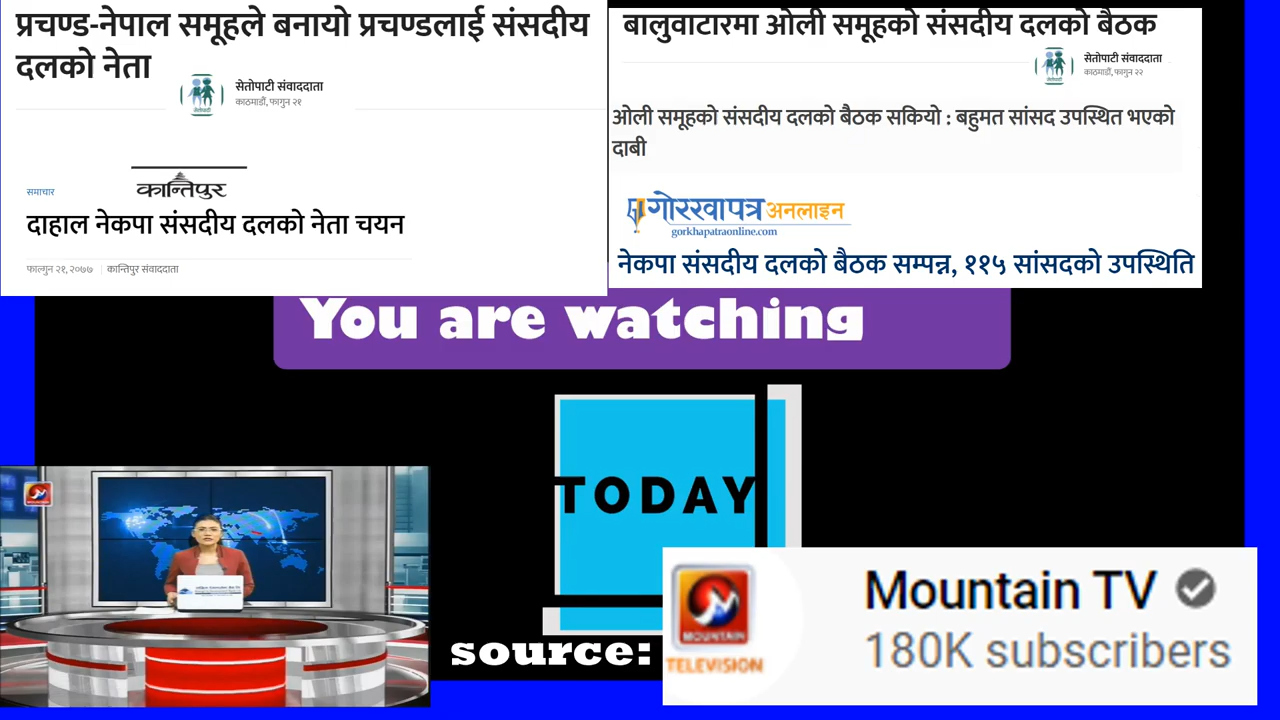 प्रचण्ड-नेपाल समूहले बनायो प्रचण्डलाई संसदीय
दलको नेता
सेतोपाटी संवाददाता
काठमाडौं, फागुन २१
कान्तिपुर
समाचार
दाहाल नेकपा संसदीय दलको नेता चयन
फाल्गुन २१, २०७७
कान्तिपुर संवाददाता
बालुवाटारमा ओली समूहको संसदीय दलको बैठक
सेतोपाटी संवाददाता
काठमाडौं, फागुन २२
ओली समूहको संसदीय दलको बैठक सकियो : बहुमत सांसद उपस्थित भएको
दाबी
गोरखापत्र अनलाइन
gorkhapatraonline.com
नेकपा संसदीय दलको बैठक सम्पन्न, ११५ सांसदको उपस्थिति
You are watching
TODAY
source:
MOUNTAIN
TELEVISION
Mountain TV
180K subscribers